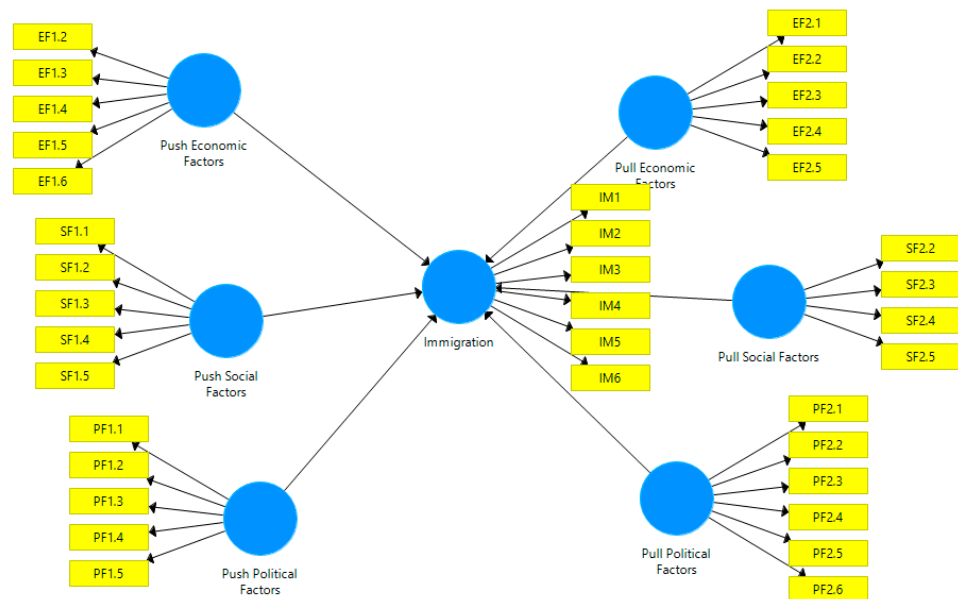 EF1.2
EF1.3
EF1.4
EF1.5
EF1.6
Push Economic
Factors
EF2.1
EF2.2
EF2.3
EF2.4
EF2.5
Pull Economic
Factors
SF1.1
SF1.2
SF1.3
SF1.4
SF1.5
Push Social
Factors
IM1
IM2
IM3
IM4
IM5
IM6
Immigration
SF2.2
SF2.3
SF2.4
SF2.5
Pull Social Factors
PF1.1
PF1.2
PF1.3
PF1.4
PF1.5
Push Political
Factors
PF2.1
PF2.2
PF2.3
PF2.4
PF2.5
PF2.6
Pull Political
Factors